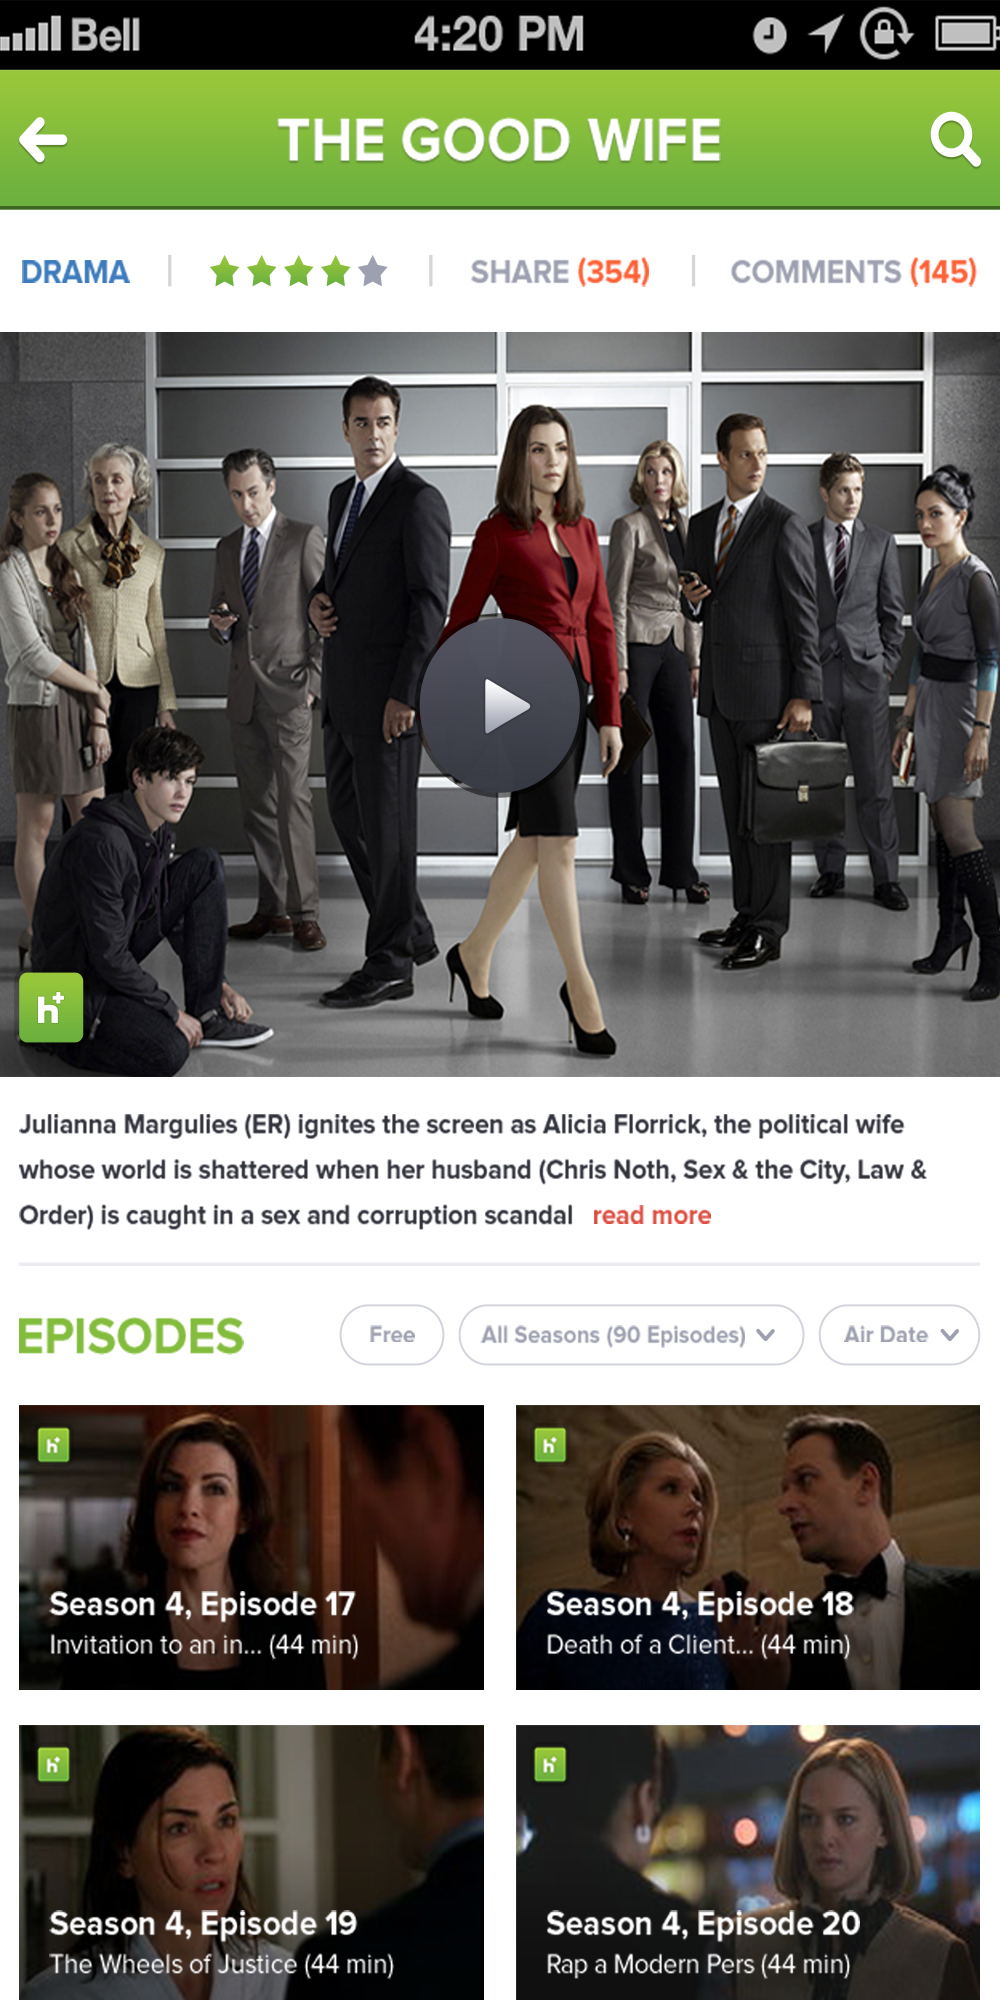 Bell
4:20 PM
THE GOOD WIFE
DRAMA
SHARE (354)
COMMENTS (145)
h+
Julianna Margulies (ER) ignites the screen as Alicia Florrick, the political wife
whose world is shattered when her husband (Chris Noth, Sex & the City, Law &
Order) is caught in a sex and corruption scandal read more
EPISODES
Free
All Seasons (90 Episodes)
Air Date
h+
Season 4, Episode 17
Invitation to an in... (44 min)
h+
Season 4, Episode 18
Death of a Client... (44 min)
h+
Season 4, Episode 19
The Wheels of Justice (44 min)
h+
Season 4, Episode 20
Rap a Modern Pers (44 min)